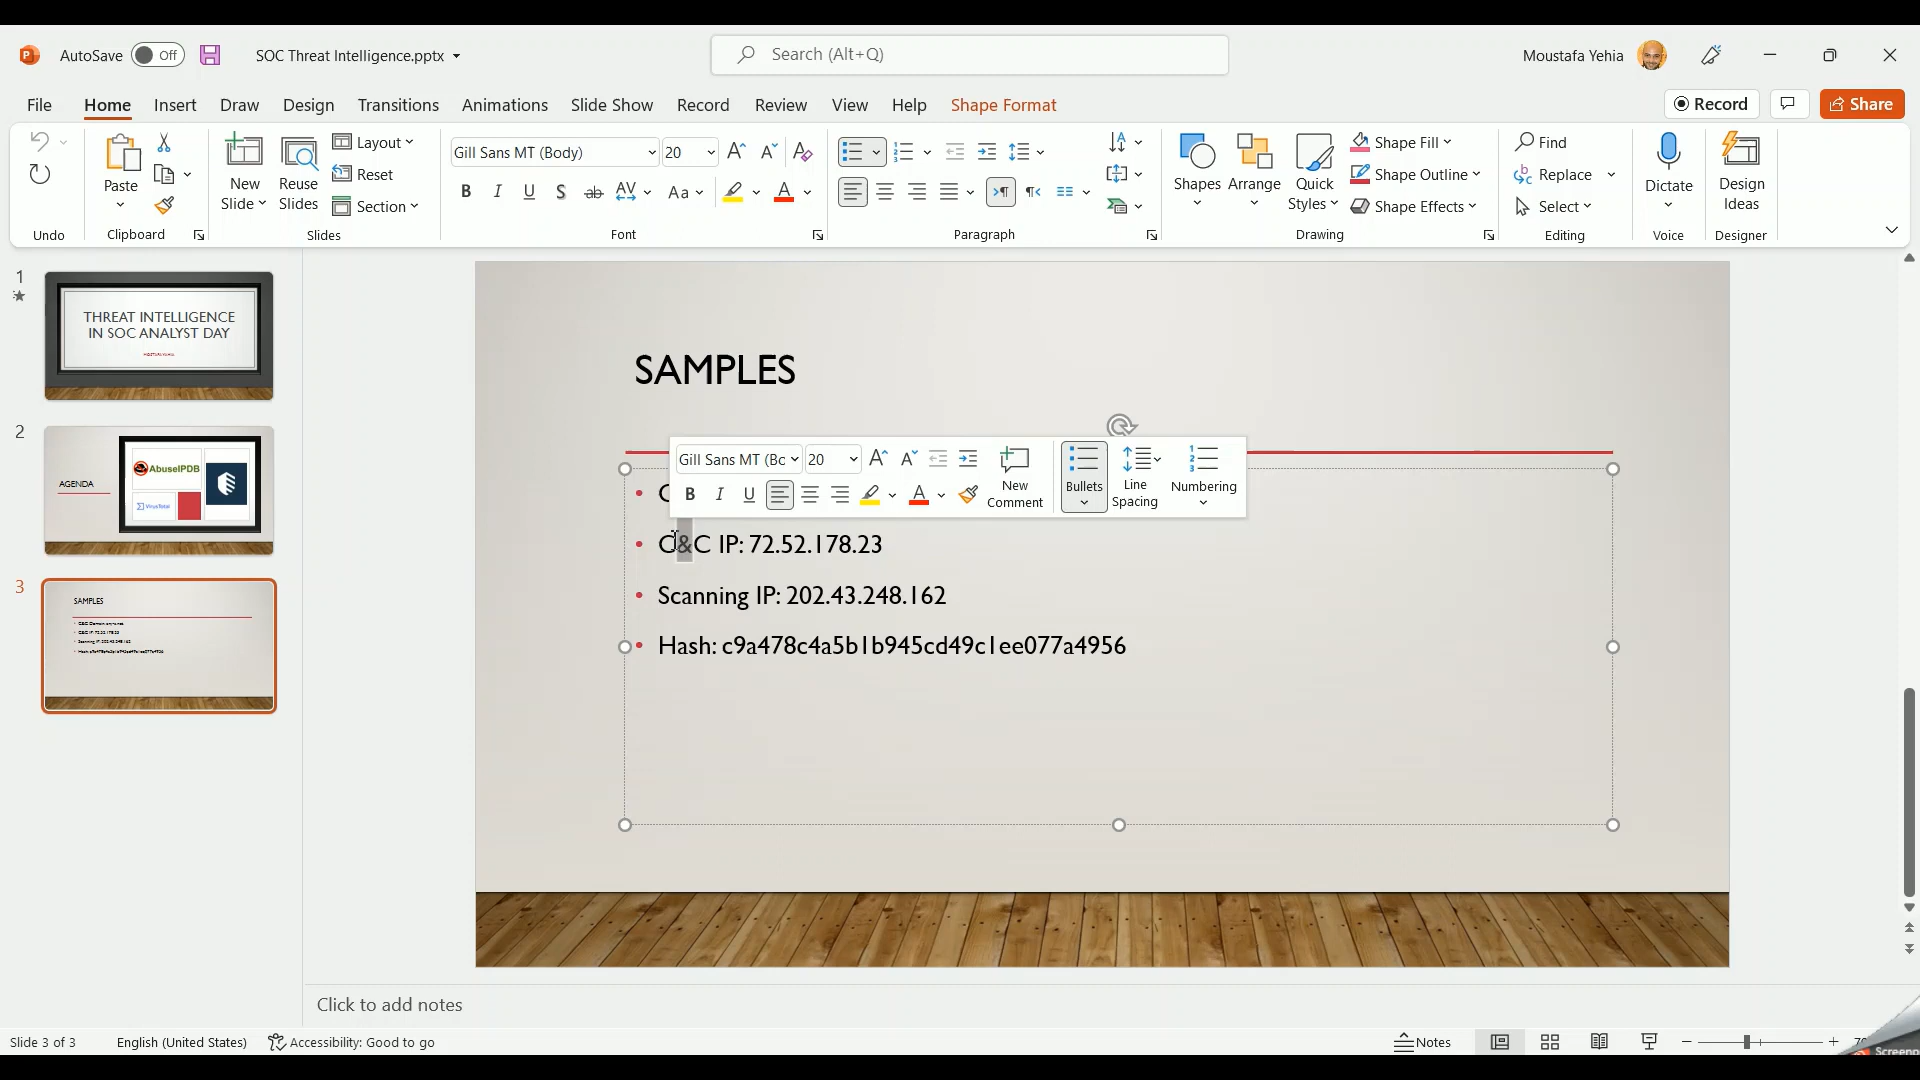 AutoSave Off SOC Threat Intelligence.pptx Search (Alt+Q) Moustafa Yehia
File Home Insert Draw Design Transitions Animations Slide Show Record Review View Help Shape Format Record Share
Paste
New
Slide
Reuse
Slides
Layout
Reset
Section
Gill Sans MT (Body) 20
Shapes
Arrange
Quick
Styles
Shape Fill
Shape Outline
Shape Effects
Find
Replace
Select
Dictate
Design
Ideas
Undo Clipboard Slides Font Paragraph Drawing Editing Voice Designer
1
THREAT INTELLIGENCE
IN SOC ANALYST DAY
2
AGENDA
AbuseIPDB
VirusTotal
3
SAMPLES
SAMPLES
Gill Sans MT (Bc 20
New
Comment
Bullets
Line
Spacing
Numbering
C
C&C IP: 72.52.178.23
Scanning IP: 202.43.248.162
Hash: c9a478c4a5b1b945cd49c1ee077a4956
Click to add notes
Slide 3 of 3 English (United States) Accessibility: Good to go Notes